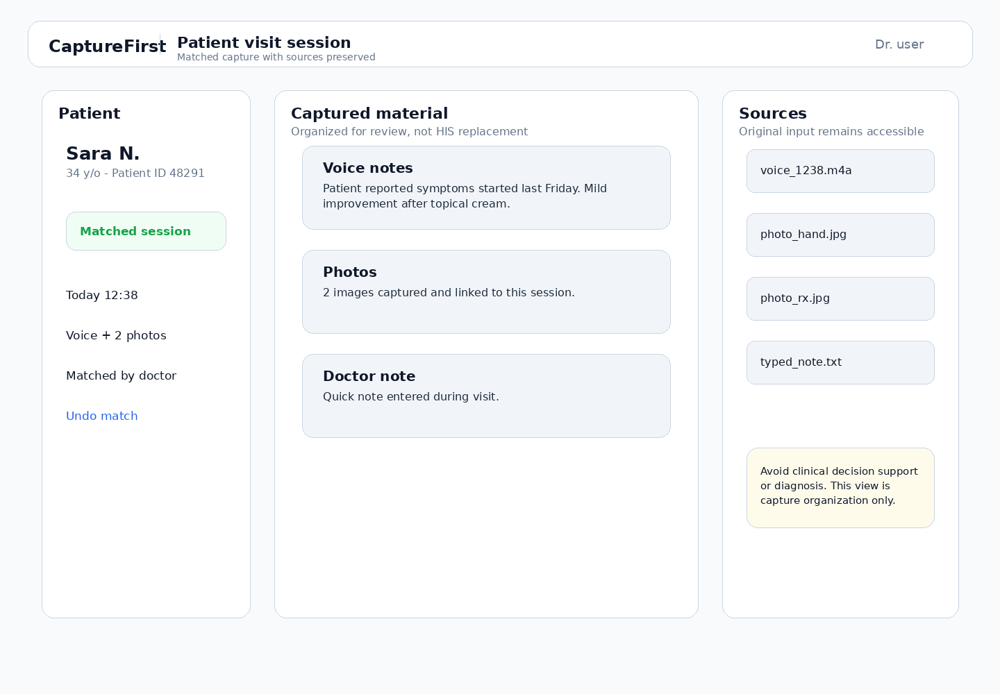 CaptureFirst
Patient visit session
Matched capture with sources preserved
Dr. user
Patient
Sara N.
34 y/o - Patient ID 48291
Matched session
Today 12:38
Voice + 2 photos
Matched by doctor
Undo match
Captured material
Organized for review, not HIS replacement
Voice notes
Patient reported symptoms started last Friday. Mild
improvement after topical cream.
Photos
2 images captured and linked to this session.
Doctor note
Quick note entered during visit.
Sources
Original input remains accessible
voice_1238.m4a
photo_hand.jpg
photo_rx.jpg
typed_note.txt
Avoid clinical decision support
or diagnosis. This view is
capture organization only.